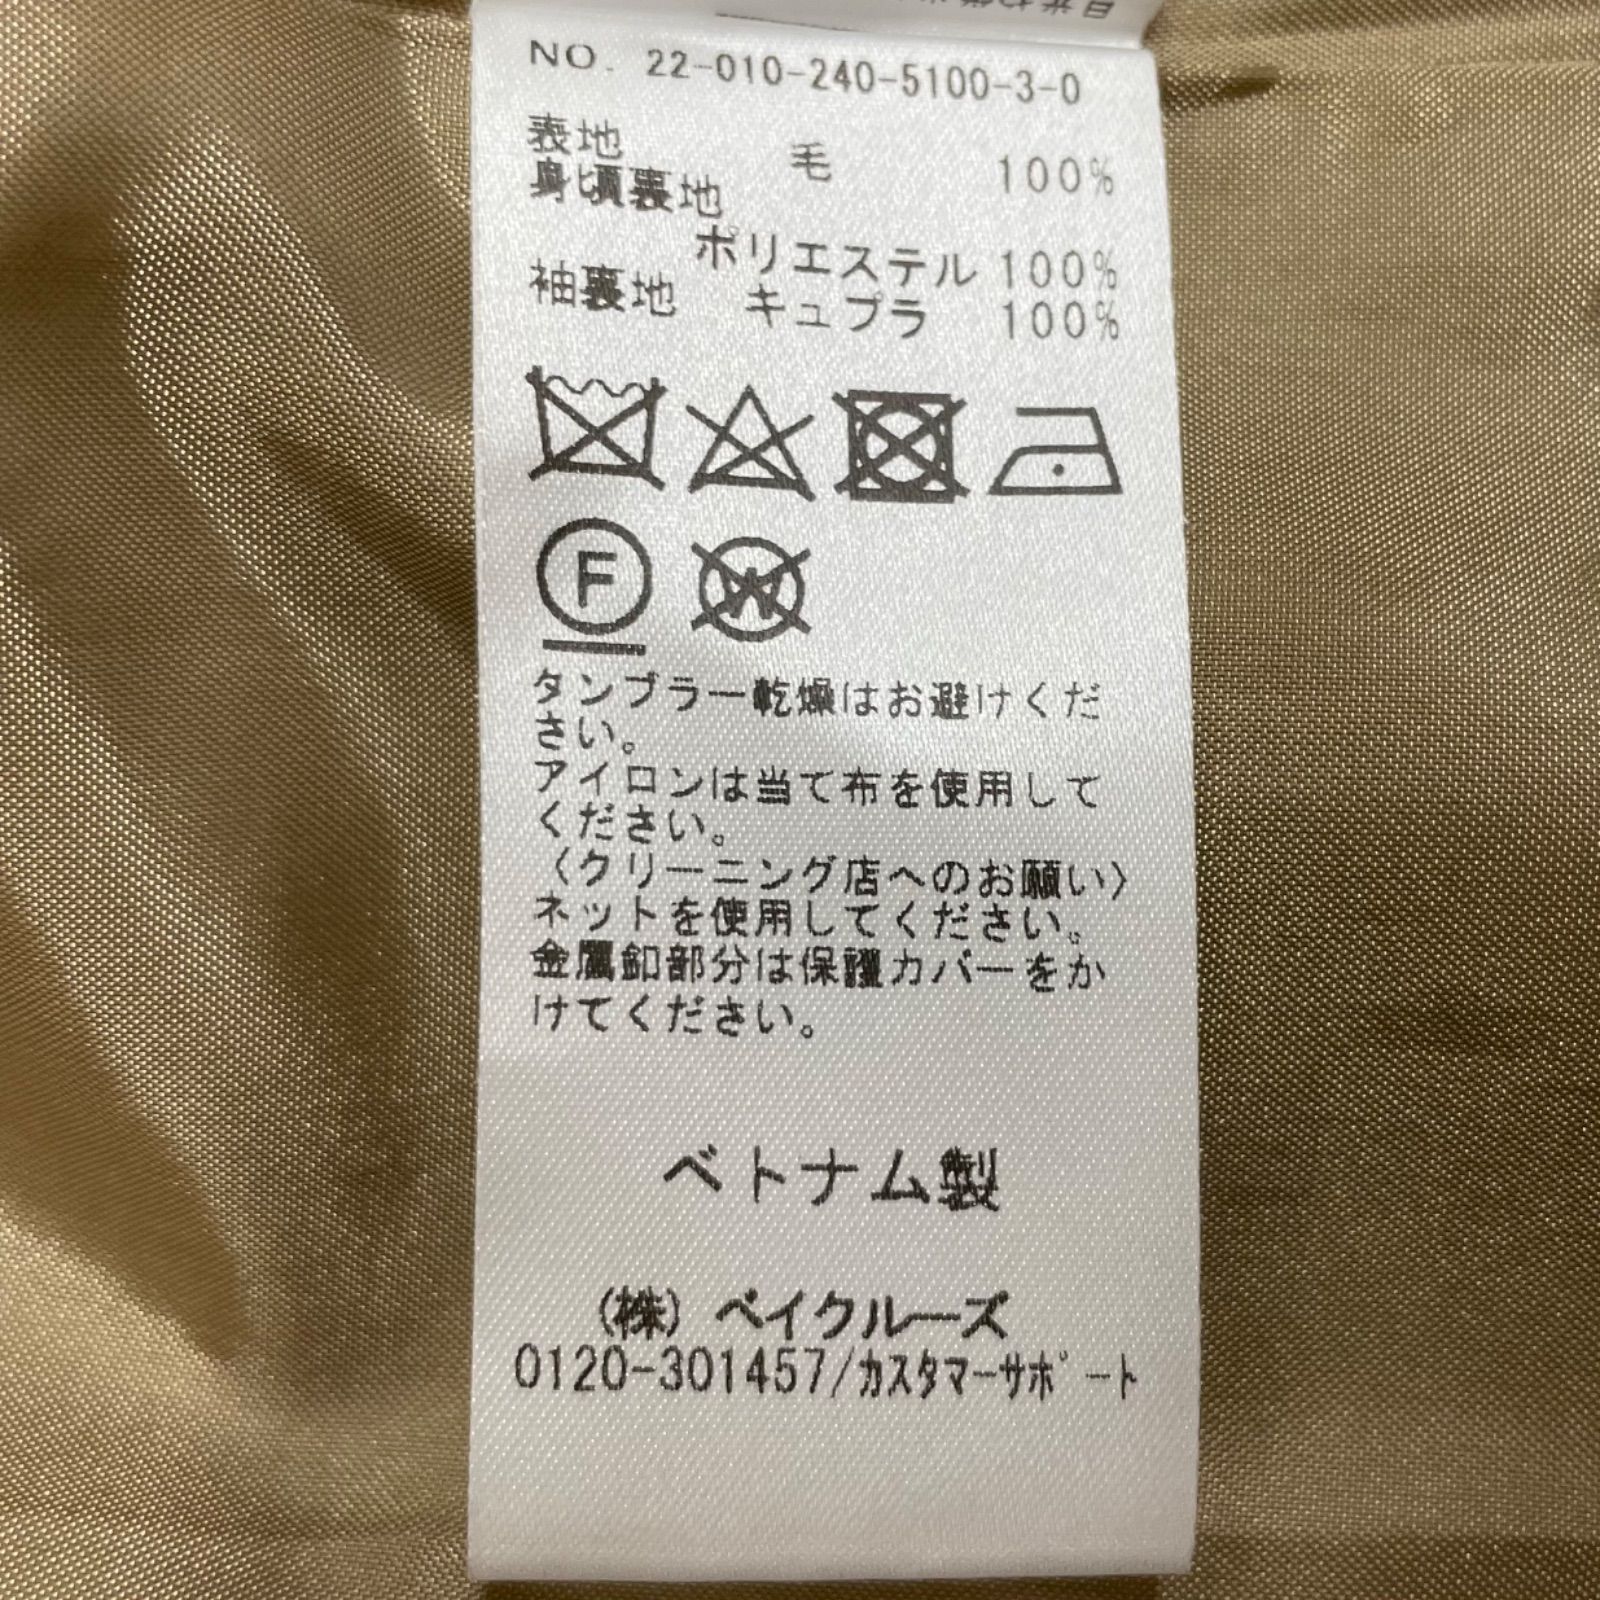 NO. 22-010-240-5100-3-0
表地 毛 100%
身頃裏地
ポリエステル 100%
袖裏地 キュプラ 100%
F W
タンブラー乾燥はお避けくだ
さい。
アイロンは当て布を使用して
ください。
〈クリーニング店へのお願い〉
ネットを使用してください。
金属釦部分は保護カバーをか
けてください。
ベトナム製
(株) ベイクルーズ
0120-301457/カスタマーサポート